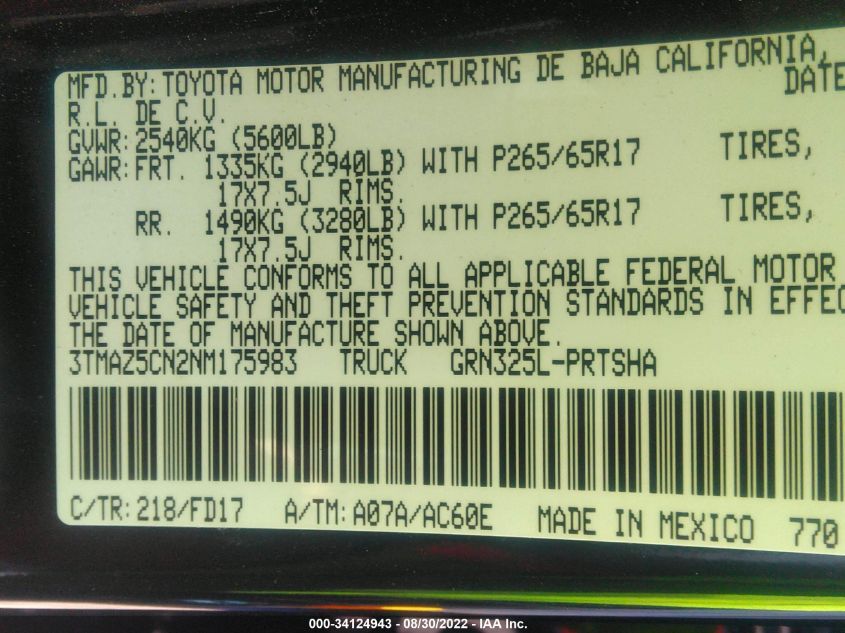 MFD.BY:TOYOTA MOTOR MANUFACTURING DE BAJA CALIFORNIA,
R.L. DE C.V. DATE
GVWR:2540KG (5600LB)
GAWR:FRT. 1335KG (2940LB) WITH P265/65R17 TIRES,
17X7.5J RIMS.
RR. 1490KG (3280LB) WITH P265/65R17 TIRES,
17X7.5J RIMS.
THIS VEHICLE CONFORMS TO ALL APPLICABLE FEDERAL MOTOR
VEHICLE SAFETY AND THEFT PREVENTION STANDARDS IN EFFEC
THE DATE OF MANUFACTURE SHOWN ABOVE.
3TMAZ5CN2NM175983 TRUCK GRN325L-PRTSHA
C/TR:218/FD17 A/TM:A07A/AC60E MADE IN MEXICO 770
000-34124943 - 08/30/2022 - IAA Inc.